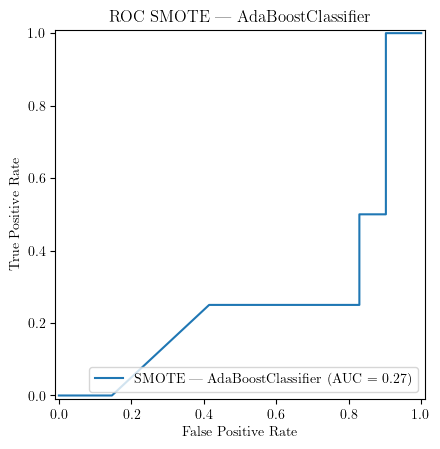 ROC SMOTE — AdaBoostClassifier
1.0
0.8
0.6
0.4
0.2
0.0
True Positive Rate
SMOTE — AdaBoostClassifier (AUC = 0.27)
0.0 0.2 0.4 0.6 0.8 1.0
False Positive Rate